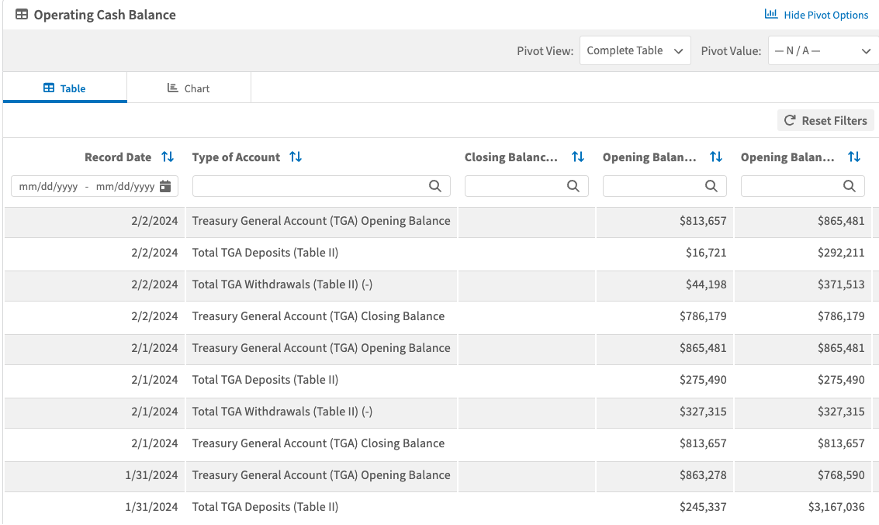 Operating Cash Balance Hide Pivot Options
Pivot View: Complete Table Pivot Value: — N / A —
Table Chart
Reset Filters
Record Date Type of Account Closing Balanc... Opening Balan... Opening Balan...
mm/dd/yyyy - mm/dd/yyyy
2/2/2024 Treasury General Account (TGA) Opening Balance $813,657 $865,481
2/2/2024 Total TGA Deposits (Table II) $16,721 $292,211
2/2/2024 Total TGA Withdrawals (Table II) (-) $44,198 $371,513
2/2/2024 Treasury General Account (TGA) Closing Balance $786,179 $786,179
2/1/2024 Treasury General Account (TGA) Opening Balance $865,481 $865,481
2/1/2024 Total TGA Deposits (Table II) $275,490 $275,490
2/1/2024 Total TGA Withdrawals (Table II) (-) $327,315 $327,315
2/1/2024 Treasury General Account (TGA) Closing Balance $813,657 $813,657
1/31/2024 Treasury General Account (TGA) Opening Balance $863,278 $768,590
1/31/2024 Total TGA Deposits (Table II) $245,337 $3,167,036